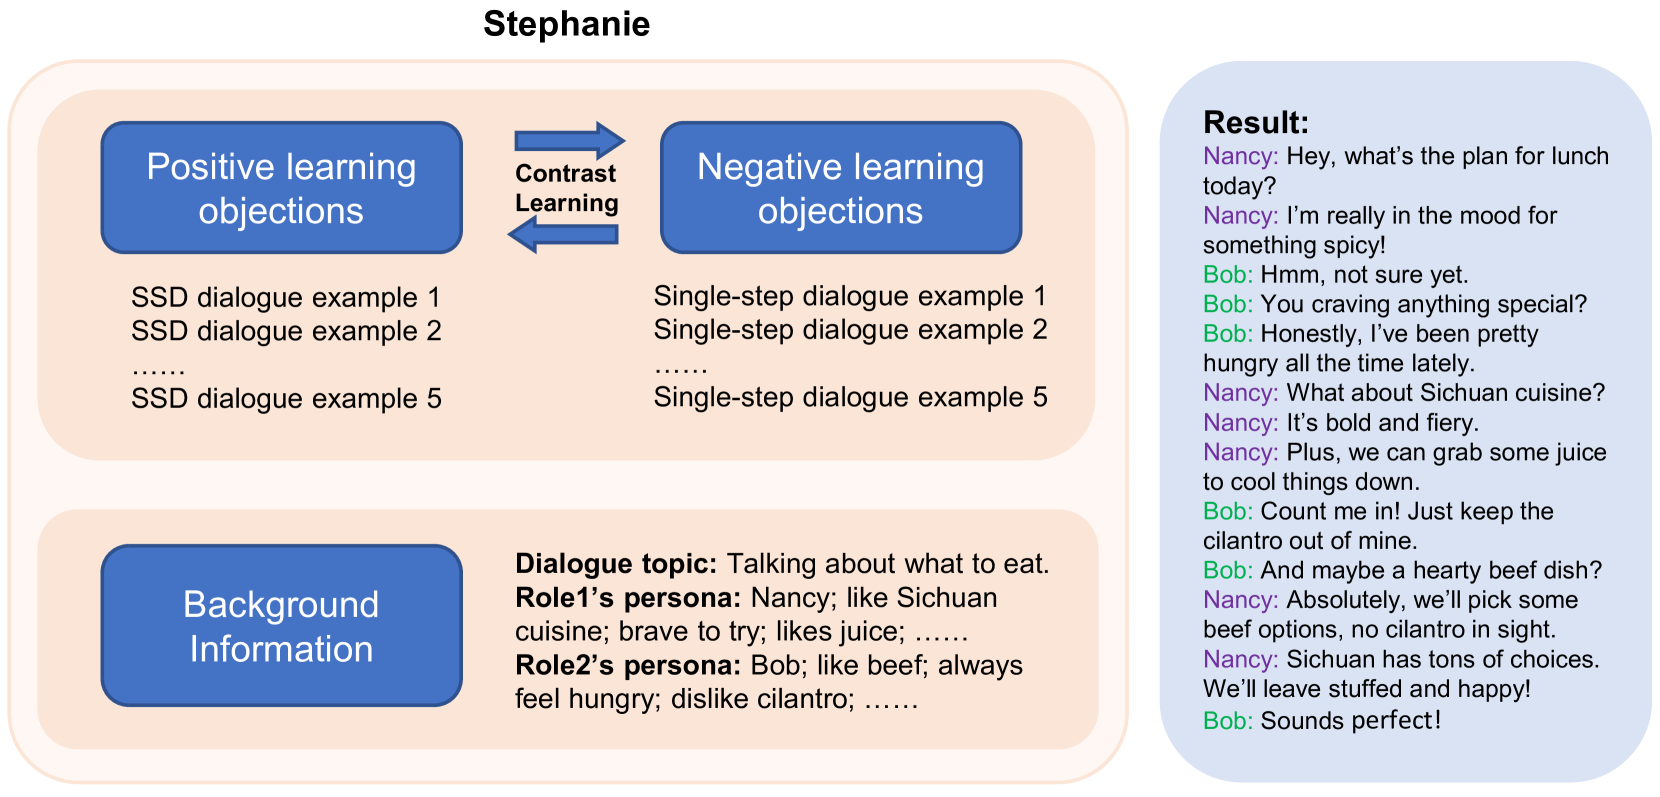 Stephanie
Positive learning
objections
Contrast
Learning
Negative learning
objections
SSD dialogue example 1
SSD dialogue example 2
……
SSD dialogue example 5
Single-step dialogue example 1
Single-step dialogue example 2
……
Single-step dialogue example 5
Background
Information
Dialogue topic: Talking about what to eat.
Role1’s persona: Nancy; like Sichuan
cuisine; brave to try; likes juice; ……
Role2’s persona: Bob; like beef; always
feel hungry; dislike cilantro; ……
Result:
Nancy: Hey, what’s the plan for lunch
today?
Nancy: I’m really in the mood for
something spicy!
Bob: Hmm, not sure yet.
Bob: You craving anything special?
Bob: Honestly, I’ve been pretty
hungry all the time lately.
Nancy: What about Sichuan cuisine?
Nancy: It’s bold and fiery.
Nancy: Plus, we can grab some juice
to cool things down.
Bob: Count me in! Just keep the
cilantro out of mine.
Bob: And maybe a hearty beef dish?
Nancy: Absolutely, we’ll pick some
beef options, no cilantro in sight.
Nancy: Sichuan has tons of choices.
We’ll leave stuffed and happy!
Bob: Sounds perfect!